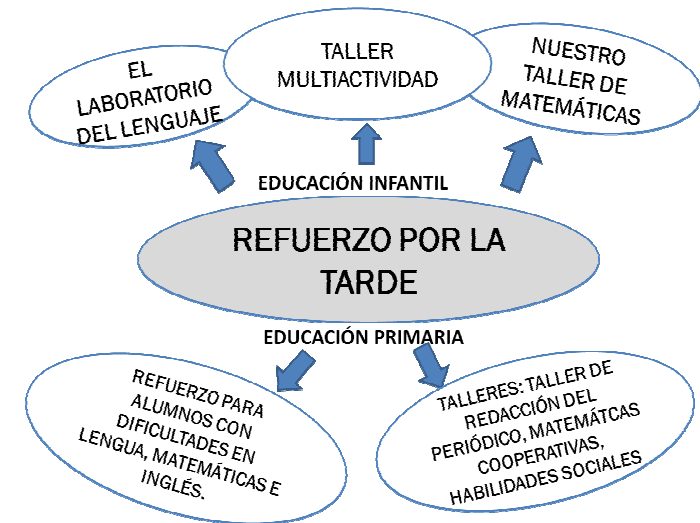 EL
LABORATORIO
DEL LENGUAJE
TALLER
MULTIACTIVIDAD
NUESTRO
TALLER DE
MATEMÁTICAS
EDUCACIÓN INFANTIL
REFUERZO POR LA
TARDE
EDUCACIÓN PRIMARIA
REFUERZO PARA
ALUMNOS CON
DIFICULTADES EN
LENGUA, MATEMÁTICAS E
INGLÉS.
TALLERES: TALLER DE
REDACCIÓN DEL
PERIÓDICO, MATEMÁTCAS
COOPERATIVAS,
HABILIDADES SOCIALES